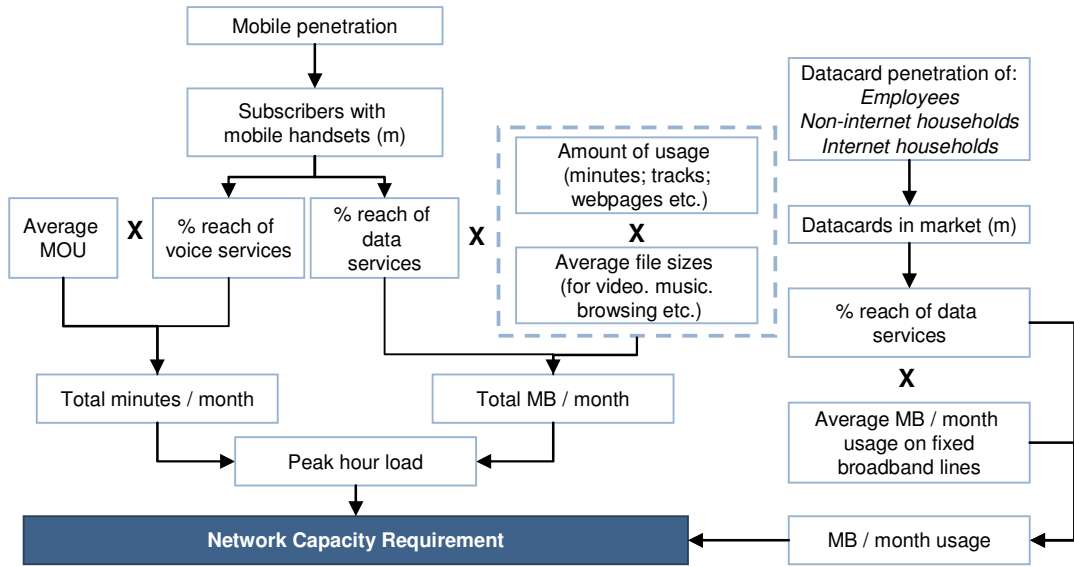 Mobile penetration
Subscribers with
mobile handsets (m)
Average
MOU
X
% reach of
voice services
% reach of
data
services
X
Amount of usage
(minutes; tracks;
webpages etc.)
X
Average file sizes
(for video. music.
browsing etc.)
Total minutes / month
Total MB / month
Peak hour load
Datacard penetration of:
Employees
Non-internet households
Internet households
Datacards in market (m)
% reach of data
services
X
Average MB / month
usage on fixed
broadband lines
MB / month usage
Network Capacity Requirement